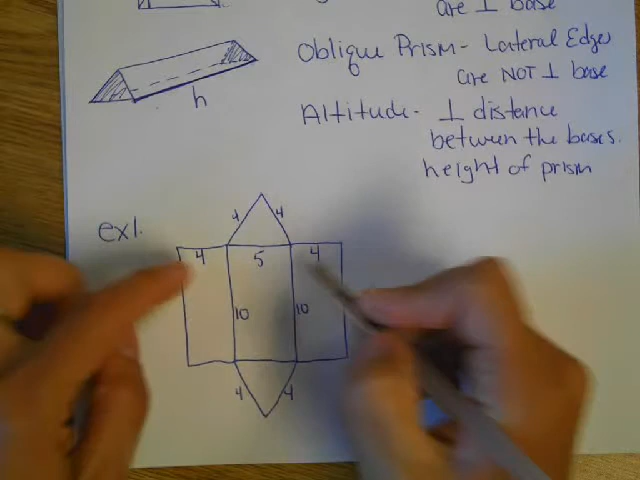 are ⊥ base
Oblique Prism - Lateral Edges
are NOT ⊥ base
h
Altitude - ⊥ distance
between the bases.
height of prism
ex1.
4 4
4 5 4
10 10
4 4